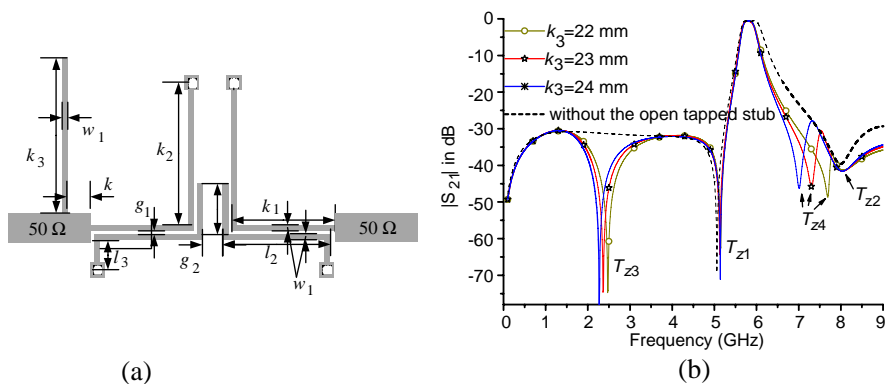 w1
k3
k
g1
k2
k1
50 Ω
50 Ω
l3
g2
l2
w1
(a)
|S21| in dB
0
-10
-20
-30
-40
-50
-60
-70
k3=22 mm
k3=23 mm
k3=24 mm
without the open tapped stub
Tz1
Tz2
Tz3
Tz4
0 1 2 3 4 5 6 7 8 9
Frequency (GHz)
(b)